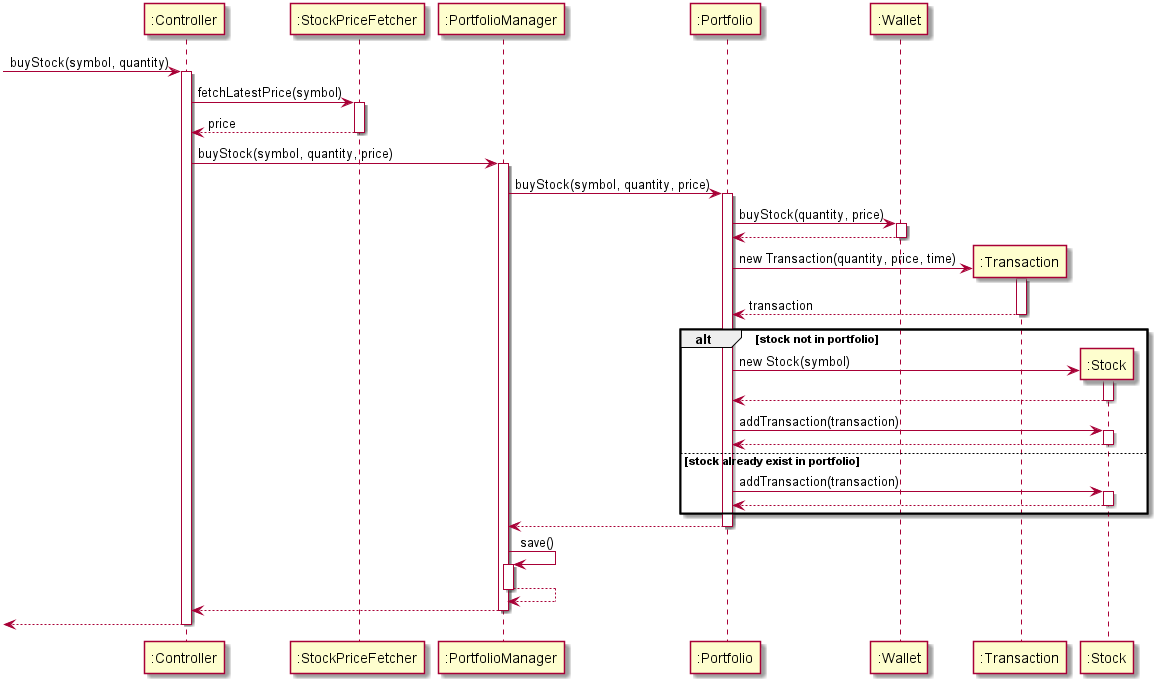 :Controller :StockPriceFetcher :PortfolioManager :Portfolio :Wallet
buyStock(symbol, quantity)
fetchLatestPrice(symbol)
price
buyStock(symbol, quantity, price)
buyStock(symbol, quantity, price)
buyStock(quantity, price)
new Transaction(quantity, price, time) :Transaction
transaction
alt [stock not in portfolio]
new Stock(symbol) :Stock
addTransaction(transaction)
[stock already exist in portfolio]
addTransaction(transaction)
save()
:Controller :StockPriceFetcher :PortfolioManager :Portfolio :Wallet :Transaction :Stock